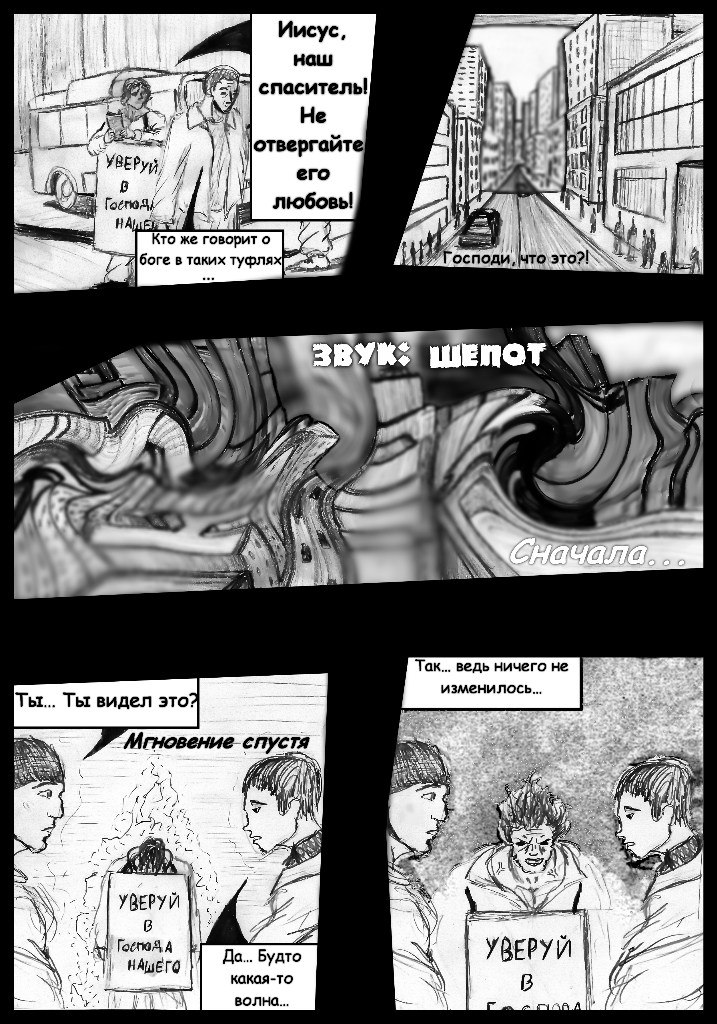 Иисус,
наш
спаситель!
Не
отвергайте
его
любовь!
УВЕРУЙ
В
Господа
НАШЕГО
Кто же говорит о
боге в таких туфлях
...
Господи, что это?!
ЗВУК: ШЕПОТ
Сначала...
Ты... Ты видел это?
Мгновение спустя
УВЕРУЙ
В
Господа
НАШЕГО
Да... Будто
какая-то
волна...
Так... ведь ничего не
изменилось...
УВЕРУЙ
В
Господа